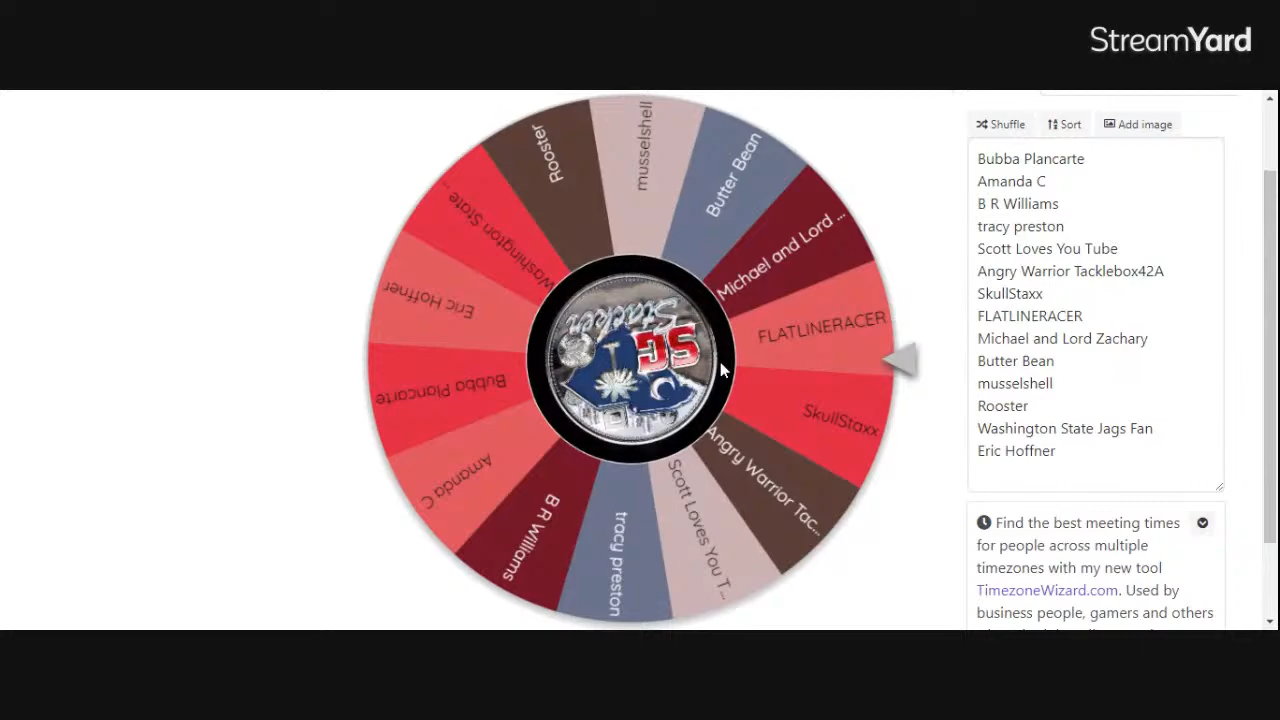 StreamYard
Shuffle
Sort
Add image
Bubba Plancarte
Amanda C
B R Williams
tracy preston
Scott Loves You Tube
Angry Warrior Tacklebox42A
SkullStaxx
FLATLINERACER
Michael and Lord Zachary
Butter Bean
musselshell
Rooster
Washington State Jags Fan
Eric Hoffner
Find the best meeting times
for people across multiple
timezones with my new tool
TimezoneWizard.com. Used by
business people, gamers and others
Rooster
musselshell
Butter Bean
Michael and Lord ...
FLATLINERACER
SkullStaxx
Angry Warrior Tac...
Scott Loves You T...
tracy preston
B R Williams
Amanda C
Bubba Plancarte
Eric Hoffner
Washington State ...
Stacker
SG